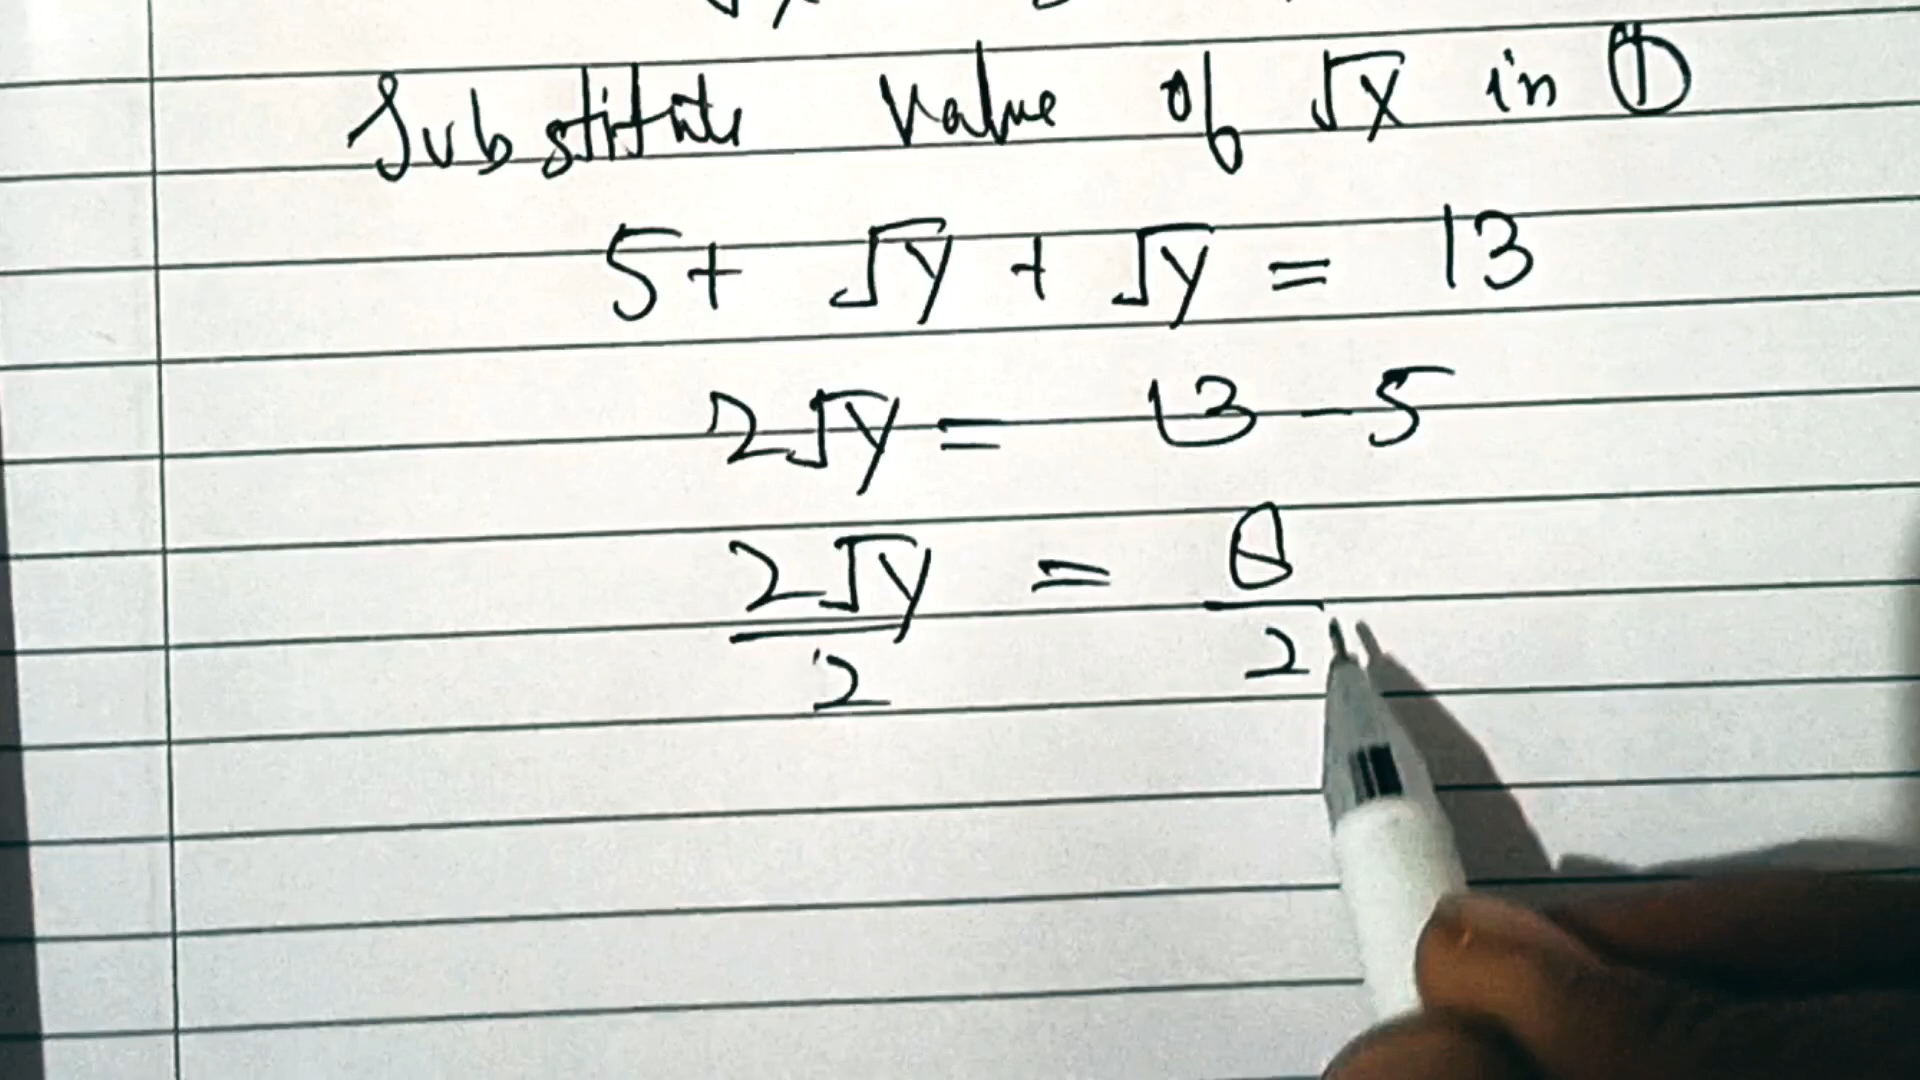 Substitute value of √x in ①
5 + √y + √y = 13
2√y = 13 - 5
2√y/2 = 8/2